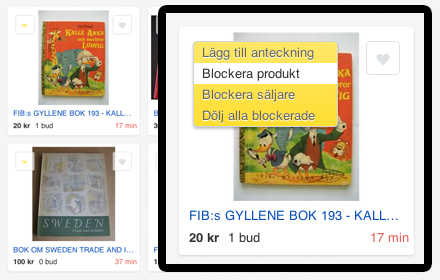 KALLE ANKA
och morbror
LUDVIG
FIB:s GYLLENE BOK 193 - KALL...
20 kr 1 bud 17 min
SWEDEN
BOK OM SWEDEN TRADE AND I...
100 kr 0 bud 37 min
Lägg till anteckning
Blockera produkt
Blockera säljare
Dölj alla blockerade
FIB:s GYLLENE BOK 193 - KALL...
20 kr 1 bud 17 min